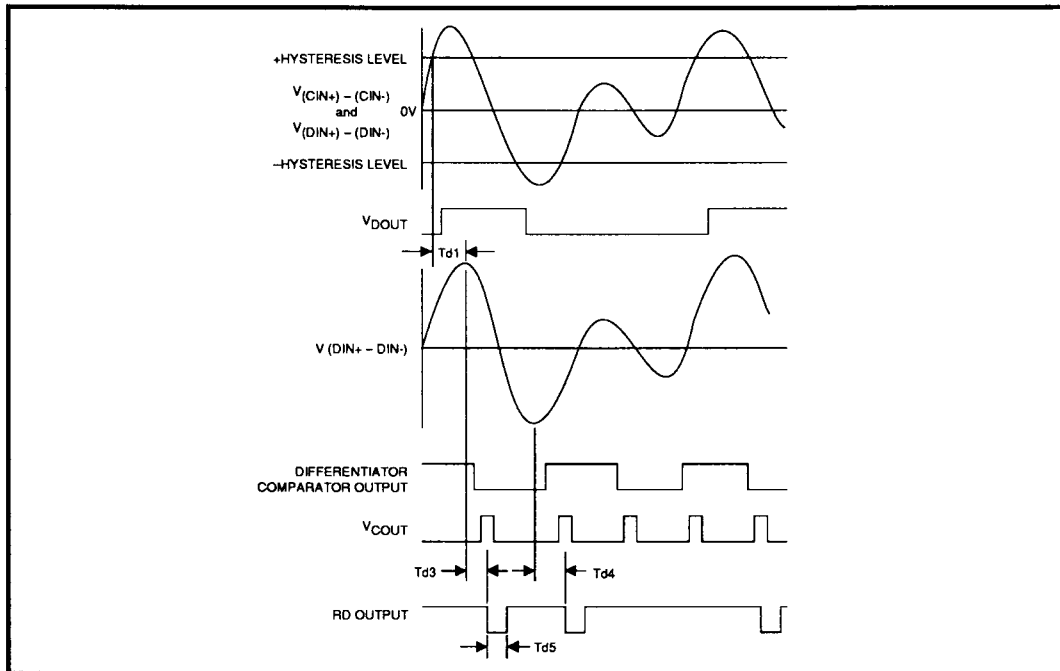 +HYSTERESIS LEVEL
V(CIN+) – (CIN-)
and
0V
V(DIN+) – (DIN-)
–HYSTERESIS LEVEL
VDOUT
Td1
V (DIN+ – DIN-)
DIFFERENTIATOR
COMPARATOR OUTPUT
VCOUT
Td3
Td4
RD OUTPUT
Td5